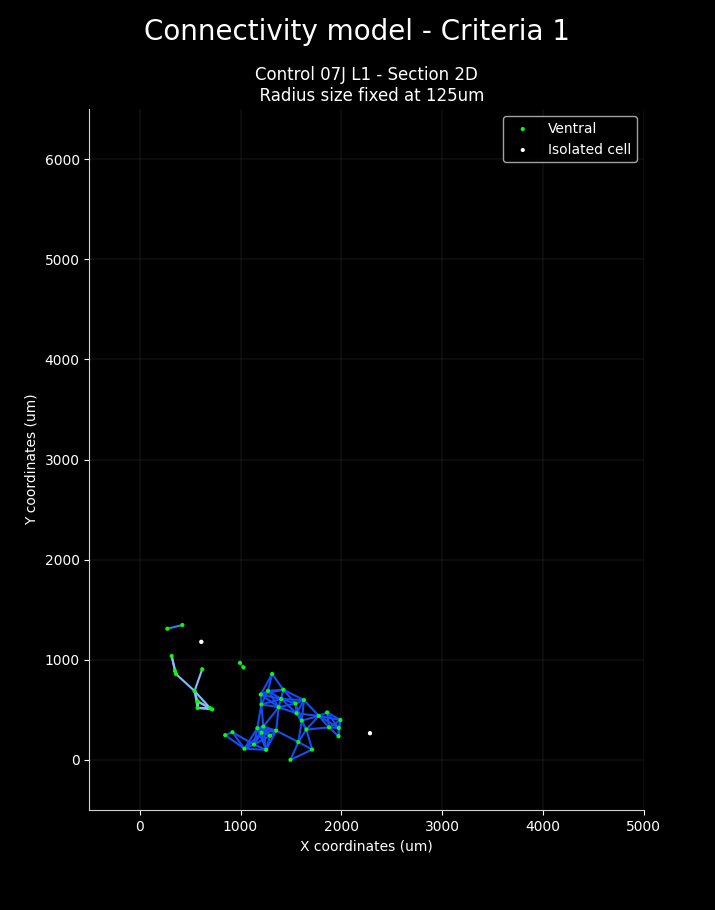 Connectivity model - Criteria 1
Control 07J L1 - Section 2D
Radius size fixed at 125um
Ventral
Isolated cell
6000
5000
4000
3000
2000
1000
0
Y coordinates (um)
0 1000 2000 3000 4000 5000
X coordinates (um)